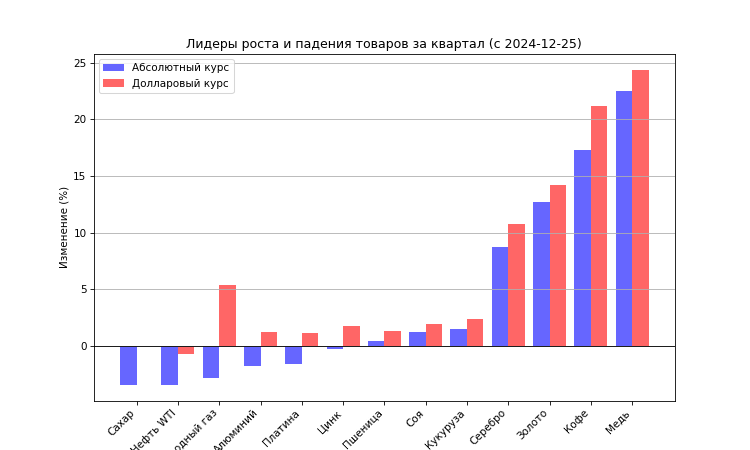 Лидеры роста и падения товаров за квартал (с 2024-12-25)
Абсолютный курс
Долларовый курс
Изменение (%)
25
20
15
10
5
0
Сахар
Нефть WTI
одный газ
Алюминий
Платина
Цинк
Пшеница
Соя
Кукуруза
Серебро
Золото
Кофе
Медь